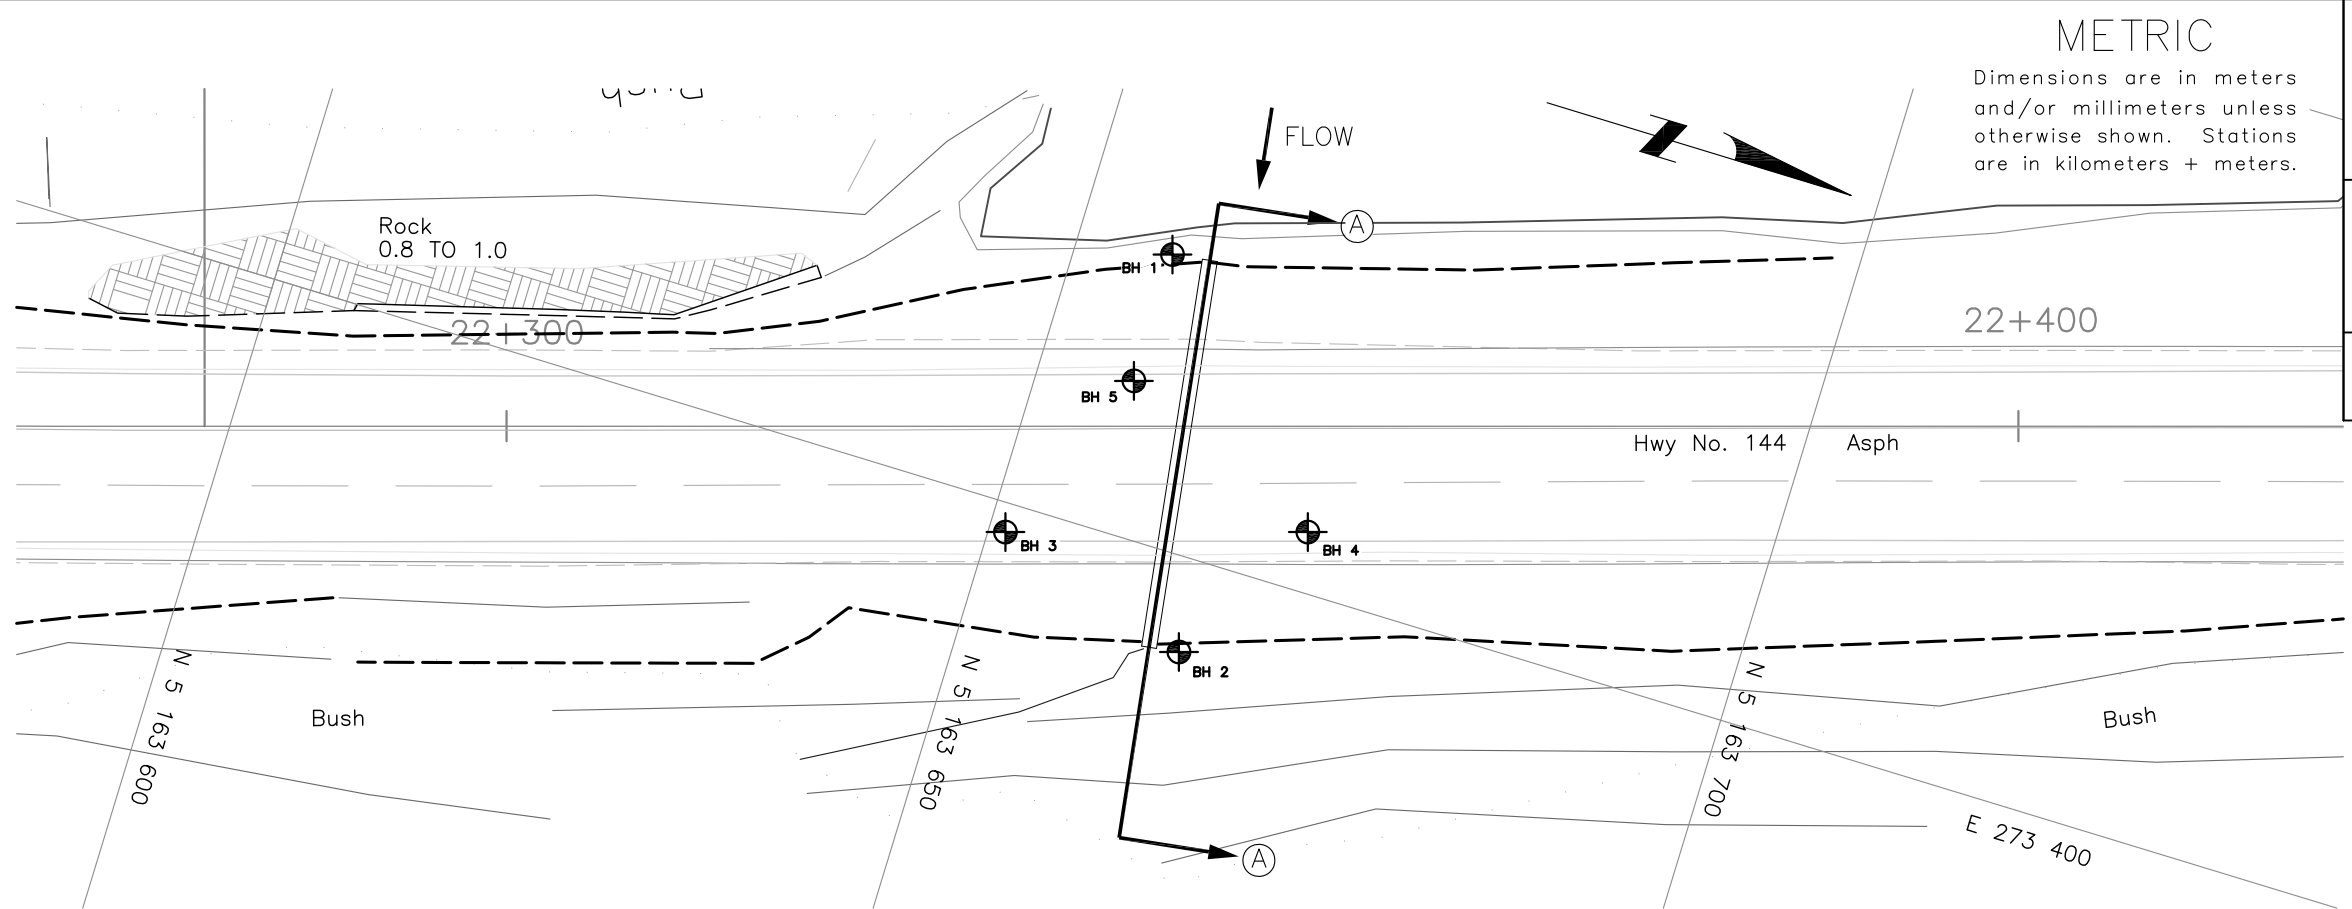 METRIC
Dimensions are in meters
and/or millimeters unless
otherwise shown. Stations
are in kilometers + meters.
FLOW
N
A
Rock
0.8 TO 1.0
BH 1
22+300
22+400
BH 5
Hwy No. 144 Asph
BH 3
BH 4
BH 2
N 5 163 600
N 5 163 650
N 5 163 700
Bush
Bush
E 273 400
A